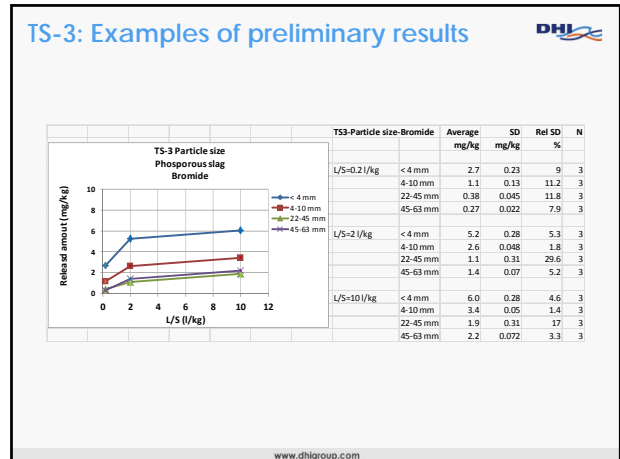 TS-3: Examples of preliminary results
DHI
TS-3 Particle size
Phosporous slag
Bromide
Releasd amout (mg/kg)
10
8
6
4
2
0
0 2 4 6 8 10 12
L/S (l/kg)
< 4 mm
4-10 mm
22-45 mm
45-63 mm
TS3-Particle size-Bromide Average SD Rel SD N
mg/kg mg/kg %
L/S=0.2 l/kg < 4 mm 2.7 0.23 9 3
4-10 mm 1.1 0.13 11.2 3
22-45 mm 0.38 0.045 11.8 3
45-63 mm 0.27 0.022 7.9 3
L/S=2 l/kg < 4 mm 5.2 0.28 5.3 3
4-10 mm 2.6 0.048 1.8 3
22-45 mm 1.1 0.31 29.6 3
45-63 mm 1.4 0.07 5.2 3
L/S=10 l/kg < 4 mm 6.0 0.28 4.6 3
4-10 mm 3.4 0.05 1.4 3
22-45 mm 1.9 0.31 17 3
45-63 mm 2.2 0.072 3.3 3
www.dhigroup.com